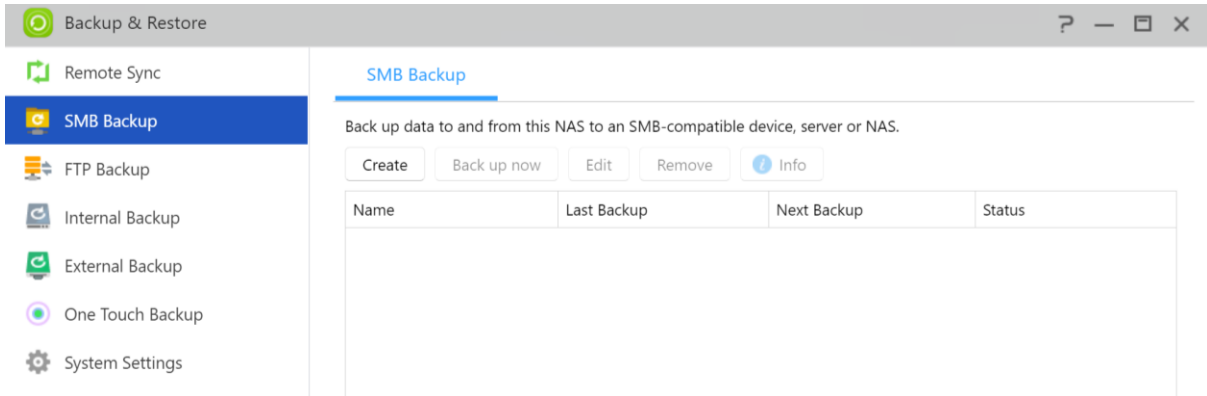 Backup & Restore
Remote Sync
SMB Backup
FTP Backup
Internal Backup
External Backup
One Touch Backup
System Settings
SMB Backup
Back up data to and from this NAS to an SMB-compatible device, server or NAS.
Create Back up now Edit Remove Info
Name Last Backup Next Backup Status